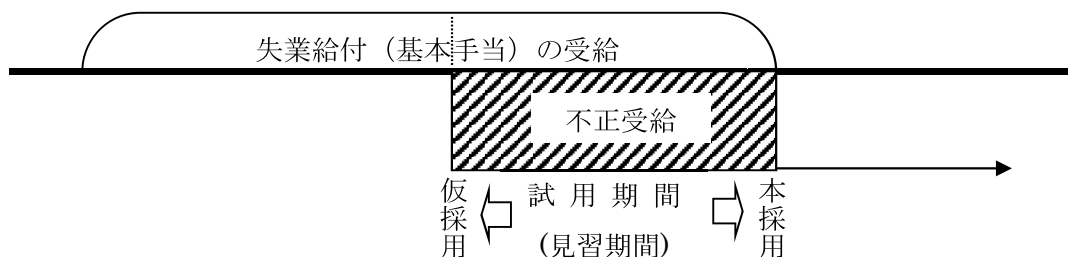 失業給付（基本手当）の受給
不正受給
仮採用
試用期間
(見習期間)
本採用